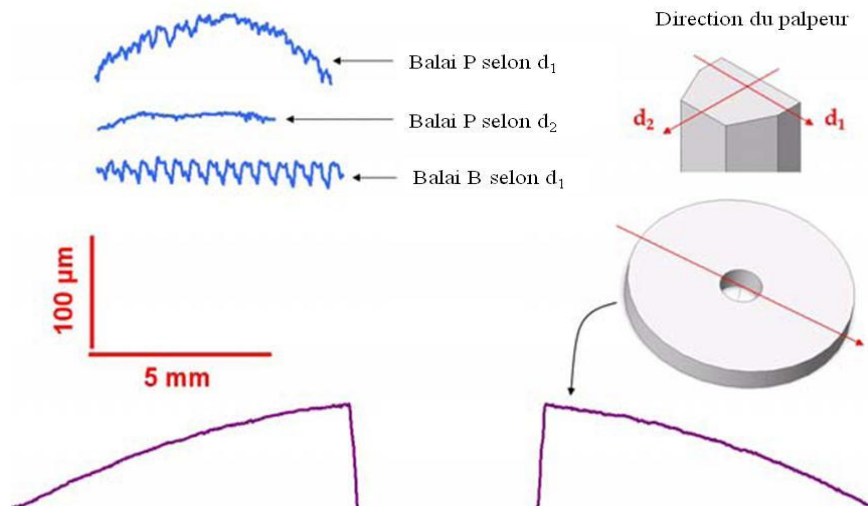 Direction du palpeur
Balai P selon d₁
Balai P selon d₂
Balai B selon d₁
d₂
d₁
100 µm
5 mm